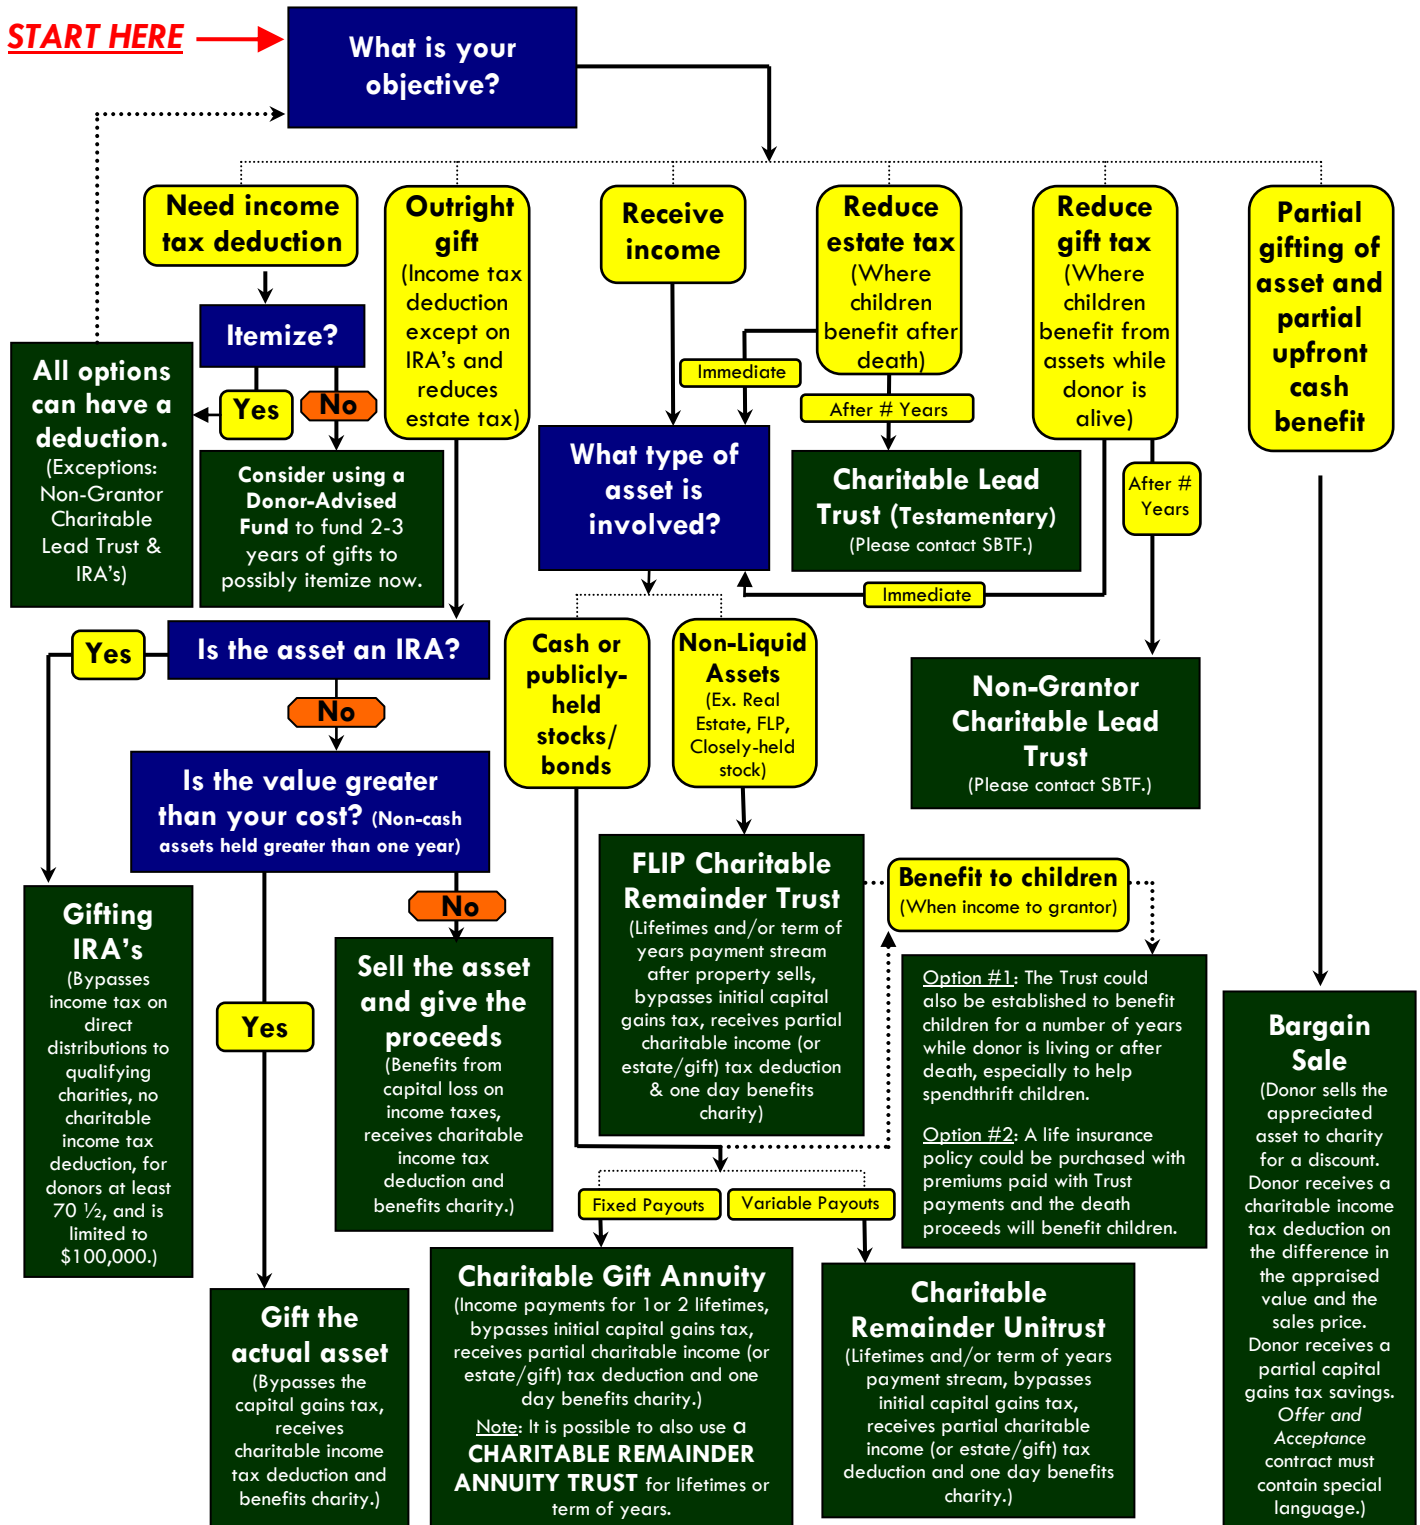 START HERE
What is your
objective?
Need income
tax deduction
Outright
gift
(Income tax
deduction
except on
IRA's and
reduces
estate tax)
Receive
income
Reduce
estate tax
(Where
children
benefit after
death)
Reduce
gift tax
(Where
children
benefit from
assets while
donor is
alive)
Partial
gifting of
asset and
partial
upfront
cash
benefit
Itemize?
Yes
No
All options
can have a
deduction.
(Exceptions:
Non-Grantor
Charitable
Lead Trust &
IRA's)
Consider using a
Donor-Advised
Fund to fund 2-3
years of gifts to
possibly itemize now.
Immediate
After # Years
What type of
asset is
involved?
Charitable Lead
Trust (Testamentary)
(Please contact SBTF.)
After #
Years
Immediate
Is the asset an IRA?
Yes
No
Cash or
publicly-
held
stocks/
bonds
Non-Liquid
Assets
(Ex. Real
Estate, FLP,
Closely-held
stock)
Non-Grantor
Charitable Lead
Trust
(Please contact SBTF.)
Is the value greater
than your cost? (Non-cash
assets held greater than one year)
No
Yes
Gifting
IRA's
(Bypasses
income tax on
direct
distributions to
qualifying
charities, no
charitable
income tax
deduction, for
donors at least
70 ½, and is
limited to
$100,000.)
Sell the asset
and give the
proceeds
(Benefits from
capital loss on
income taxes,
receives charitable
income tax
deduction and
benefits charity.)
FLIP Charitable
Remainder Trust
(Lifetimes and/or term of
years payment stream
after property sells,
bypasses initial capital
gains tax, receives partial
charitable income (or
estate/gift) tax deduction
& one day benefits
charity)
Benefit to children
(When income to grantor)
Option #1: The Trust could
also be established to benefit
children for a number of years
while donor is living or after
death, especially to help
spendthrift children.
Option #2: A life insurance
policy could be purchased with
premiums paid with Trust
payments and the death
proceeds will benefit children.
Bargain
Sale
(Donor sells the
appreciated
asset to charity
for a discount.
Donor receives a
charitable income
tax deduction on
the difference in
the appraised
value and the
sales price.
Donor receives a
partial capital
gains tax savings.
Offer and
Acceptance
contract must
contain special
language.)
Fixed Payouts
Variable Payouts
Gift the
actual asset
(Bypasses the
capital gains tax,
receives
charitable income
tax deduction and
benefits charity.)
Charitable Gift Annuity
(Income payments for 1or 2 lifetimes,
bypasses initial capital gains tax,
receives partial charitable income (or
estate/gift) tax deduction and one
day benefits charity.)
Note: It is possible to also use a
CHARITABLE REMAINDER
ANNUITY TRUST for lifetimes or
term of years.
Charitable
Remainder Unitrust
(Lifetimes and/or term of years
payment stream, bypasses
initial capital gains tax,
receives partial charitable
income (or estate/gift) tax
deduction and one day benefits
charity.)